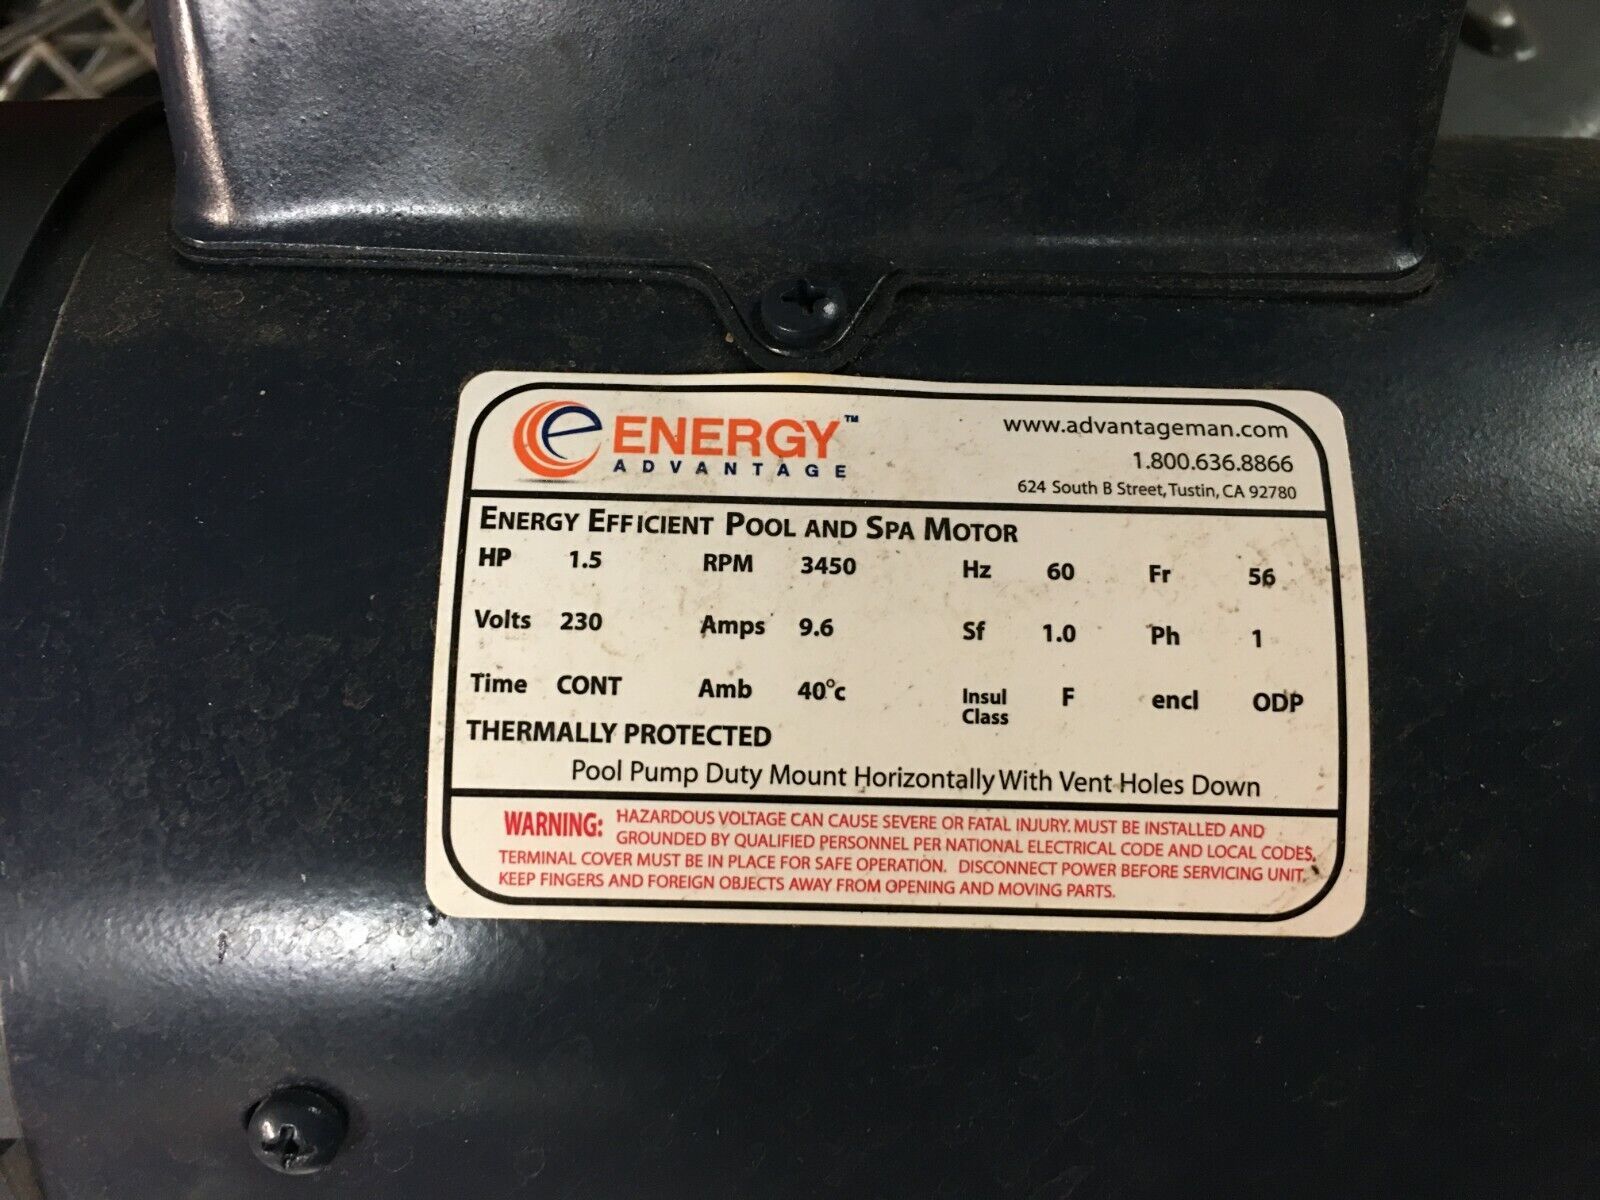 e ENERGY™
ADVANTAGE
www.advantageman.com
1.800.636.8866
624 South B Street, Tustin, CA 92780
ENERGY EFFICIENT POOL AND SPA MOTOR
HP 1.5 RPM 3450 Hz 60 Fr 56
Volts 230 Amps 9.6 Sf 1.0 Ph 1
Time CONT Amb 40°c Insul Class F encl ODP
THERMALLY PROTECTED
Pool Pump Duty Mount Horizontally With Vent Holes Down
WARNING: HAZARDOUS VOLTAGE CAN CAUSE SEVERE OR FATAL INJURY. MUST BE INSTALLED AND
GROUNDED BY QUALIFIED PERSONNEL PER NATIONAL ELECTRICAL CODE AND LOCAL CODES.
TERMINAL COVER MUST BE IN PLACE FOR SAFE OPERATION. DISCONNECT POWER BEFORE SERVICING UNIT.
KEEP FINGERS AND FOREIGN OBJECTS AWAY FROM OPENING AND MOVING PARTS.